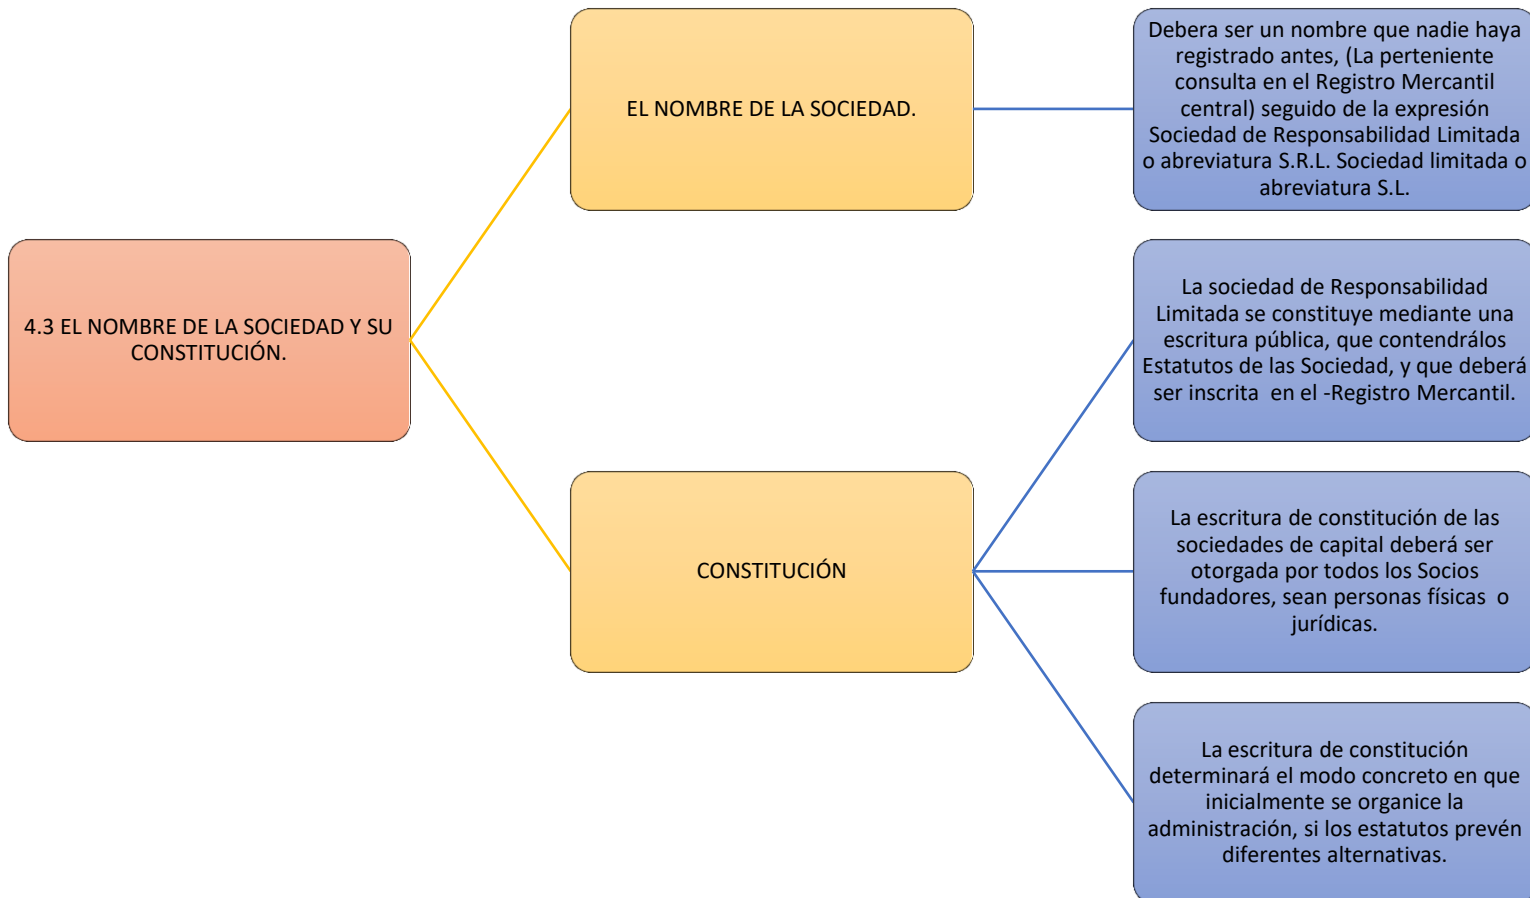 4.3 EL NOMBRE DE LA SOCIEDAD Y SU
CONSTITUCIÓN.
EL NOMBRE DE LA SOCIEDAD.
Debera ser un nombre que nadie haya
registrado antes, (La perteniente
consulta en el Registro Mercantil
central) seguido de la expresión
Sociedad de Responsabilidad Limitada
o abreviatura S.R.L. Sociedad limitada o
abreviatura S.L.
CONSTITUCIÓN
La sociedad de Responsabilidad
Limitada se constituye mediante una
escritura pública, que contendrálos
Estatutos de las Sociedad, y que deberá
ser inscrita  en el -Registro Mercantil.
La escritura de constitución de las
sociedades de capital deberá ser
otorgada por todos los Socios
fundadores, sean personas físicas  o
jurídicas.
La escritura de constitución
determinará el modo concreto en que
inicialmente se organice la
administración, si los estatutos prevén
diferentes alternativas.